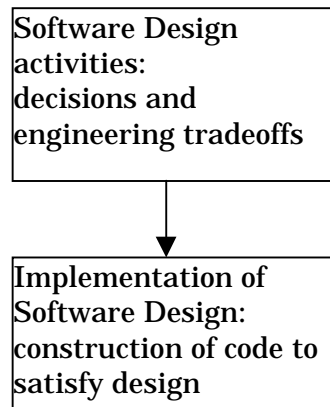 Software Design
activities:
decisions and
engineering tradeoffs
Implementation of
Software Design:
construction of code to
satisfy design